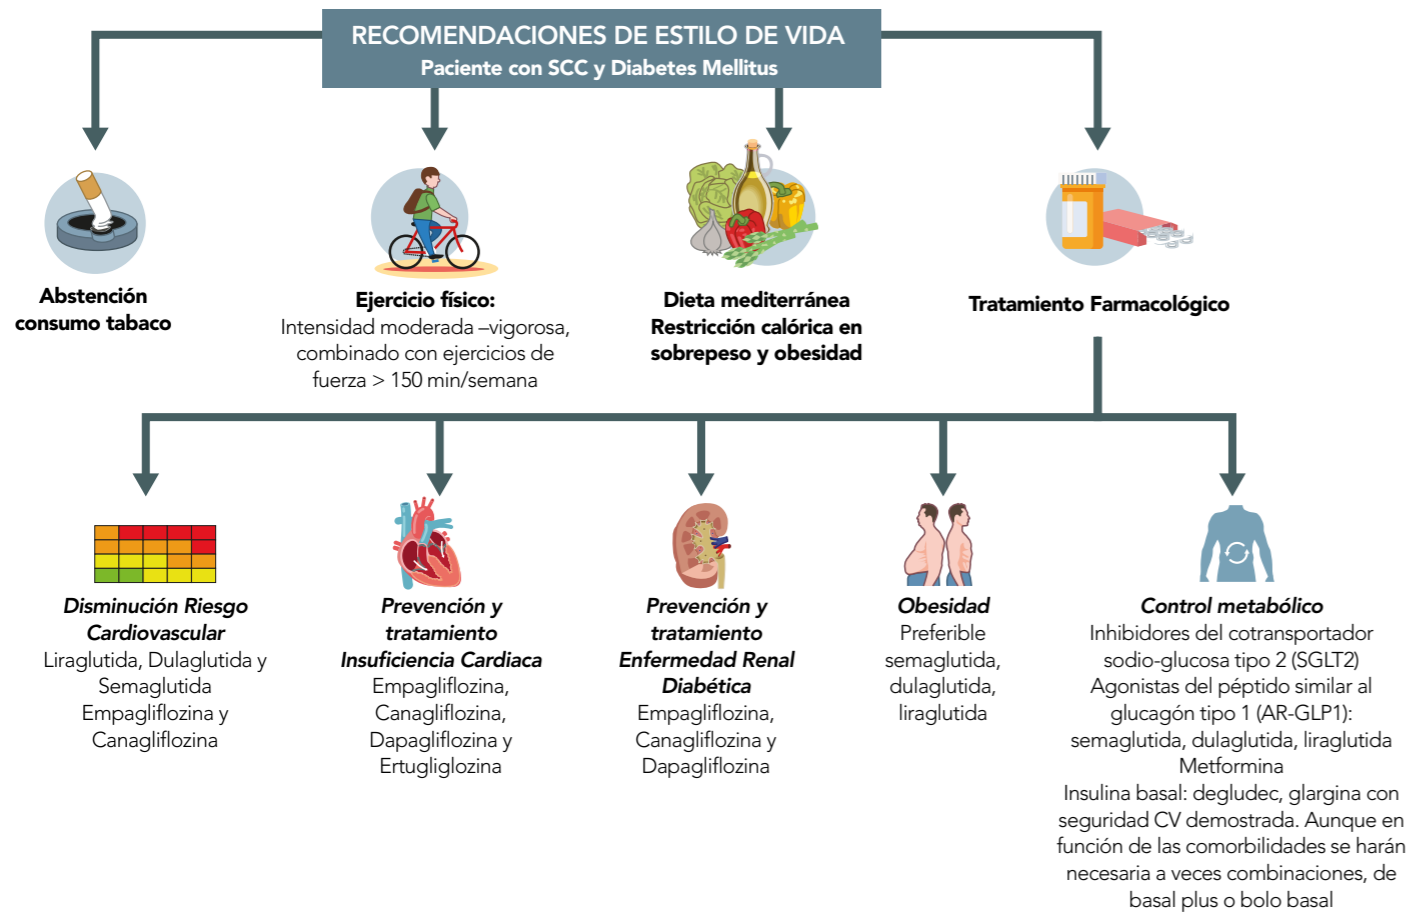 RECOMENDACIONES DE ESTILO DE VIDA
Paciente con SCC y Diabetes Mellitus
Abstención
consumo tabaco
Ejercicio físico:
Intensidad moderada –vigorosa,
combinado con ejercicios de
fuerza > 150 min/semana
Dieta mediterránea
Restricción calórica en
sobrepeso y obesidad
Tratamiento Farmacológico
Disminución Riesgo
Cardiovascular
Liraglutida, Dulaglutida y
Semaglutida
Empagliflozina y
Canagliflozina
Prevención y
tratamiento
Insuficiencia Cardiaca
Empagliflozina,
Canagliflozina,
Dapagliflozina y
Ertugliglozina
Prevención y
tratamiento
Enfermedad Renal
Diabética
Empagliflozina,
Canagliflozina y
Dapagliflozina
Obesidad
Preferible
semaglutida,
dulaglutida,
liraglutida
Control metabólico
Inhibidores del cotransportador
sodio-glucosa tipo 2 (SGLT2)
Agonistas del péptido similar al
glucagón tipo 1 (AR-GLP1):
semaglutida, dulaglutida, liraglutida
Metformina
Insulina basal: degludec, glargina con
seguridad CV demostrada. Aunque en
función de las comorbilidades se harán
necesaria a veces combinaciones, de
basal plus o bolo basal